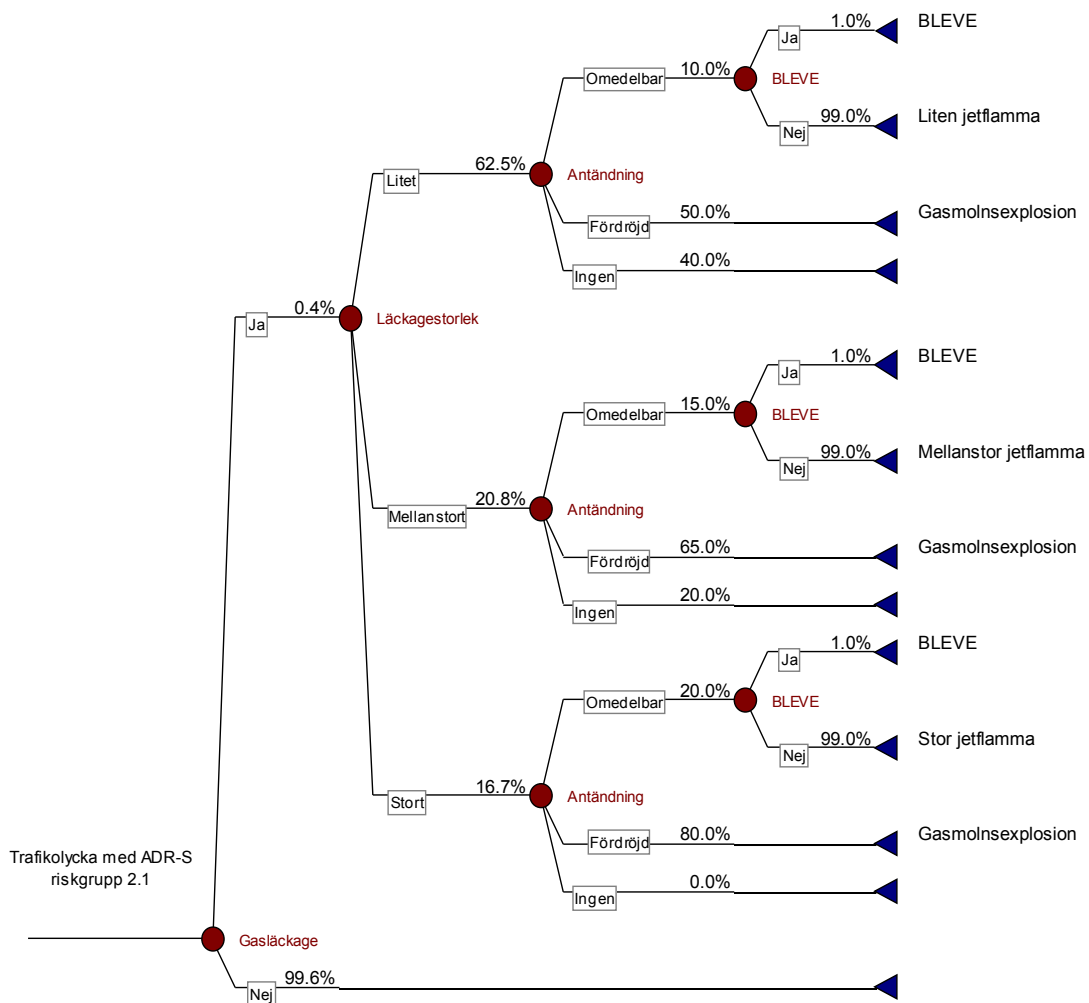 1.0%
BLEVE
Ja
Omedelbar
10.0%
BLEVE
Nej
99.0%
Liten jetflamma
Litet
62.5%
Antändning
Fördröjd
50.0%
Gasmolnsexplosion
Ingen
40.0%
Ja
0.4%
Läckagestorlek
1.0%
BLEVE
Ja
Omedelbar
15.0%
BLEVE
Nej
99.0%
Mellanstor jetflamma
Mellanstort
20.8%
Antändning
Fördröjd
65.0%
Gasmolnsexplosion
Ingen
20.0%
1.0%
BLEVE
Ja
Omedelbar
20.0%
BLEVE
Nej
99.0%
Stor jetflamma
Stort
16.7%
Antändning
Fördröjd
80.0%
Gasmolnsexplosion
Ingen
0.0%
Trafikolycka med ADR-S
riskgrupp 2.1
Gasläckage
Nej
99.6%